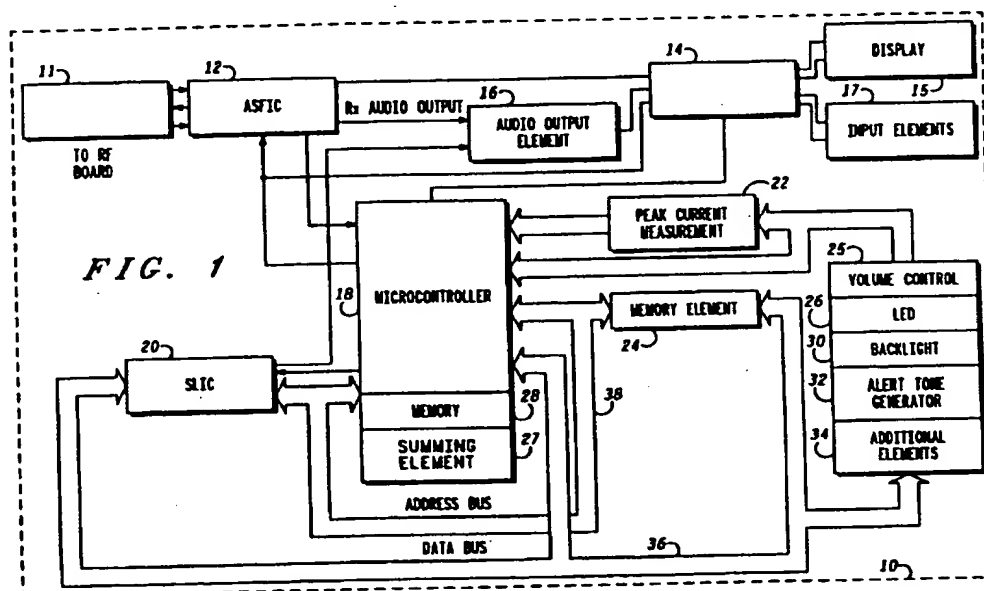 11
12
14
DISPLAY
15
ASFIC
Rx AUDIO OUTPUT
16
AUDIO OUTPUT
ELEMENT
17
INPUT ELEMENTS
TO RF
BOARD
22
PEAK CURRENT
MEASUREMENT
FIG. 1
25
VOLUME CONTROL
18
MICROCONTROLLER
MEMORY ELEMENT
24
26
LED
30
BACKLIGHT
20
SLIC
32
ALERT TONE
GENERATOR
MEMORY
28
38
34
ADDITIONAL
ELEMENTS
SUMMING
ELEMENT
27
ADDRESS BUS
DATA BUS
36
10